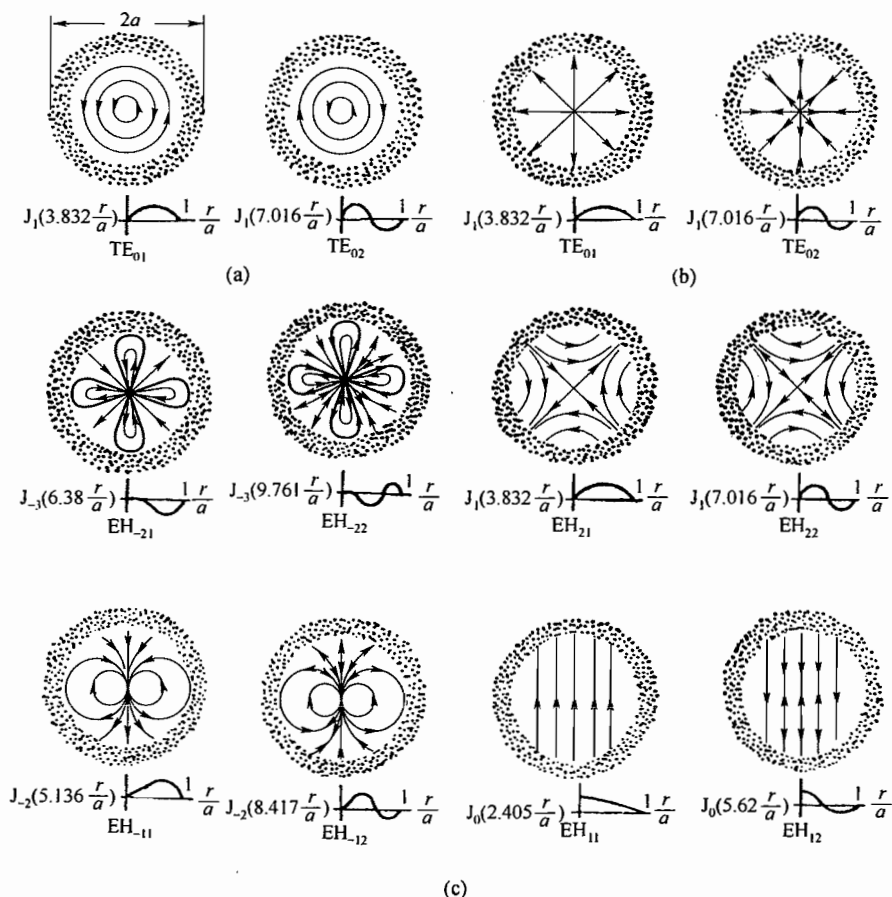 2a
J₁(3.832 r/a) 1 r/a J₁(7.016 r/a) 1 r/a J₁(3.832 r/a) 1 r/a J₁(7.016 r/a) 1 r/a
TE₀₁ TE₀₂ TE₀₁ TE₀₂
(a) (b)
J₋₃(6.38 r/a) 1 r/a J₋₃(9.761 r/a) 1 r/a J₁(3.832 r/a) 1 r/a J₁(7.016 r/a) 1 r/a
EH₋₂₁ EH₋₂₂ EH₂₁ EH₂₂
J₋₂(5.136 r/a) 1 r/a J₋₂(8.417 r/a) 1 r/a J₀(2.405 r/a) 1 r/a J₀(5.62 r/a) 1 r/a
EH₋₁₁ EH₋₁₂ EH₁₁ EH₁₂
(c)